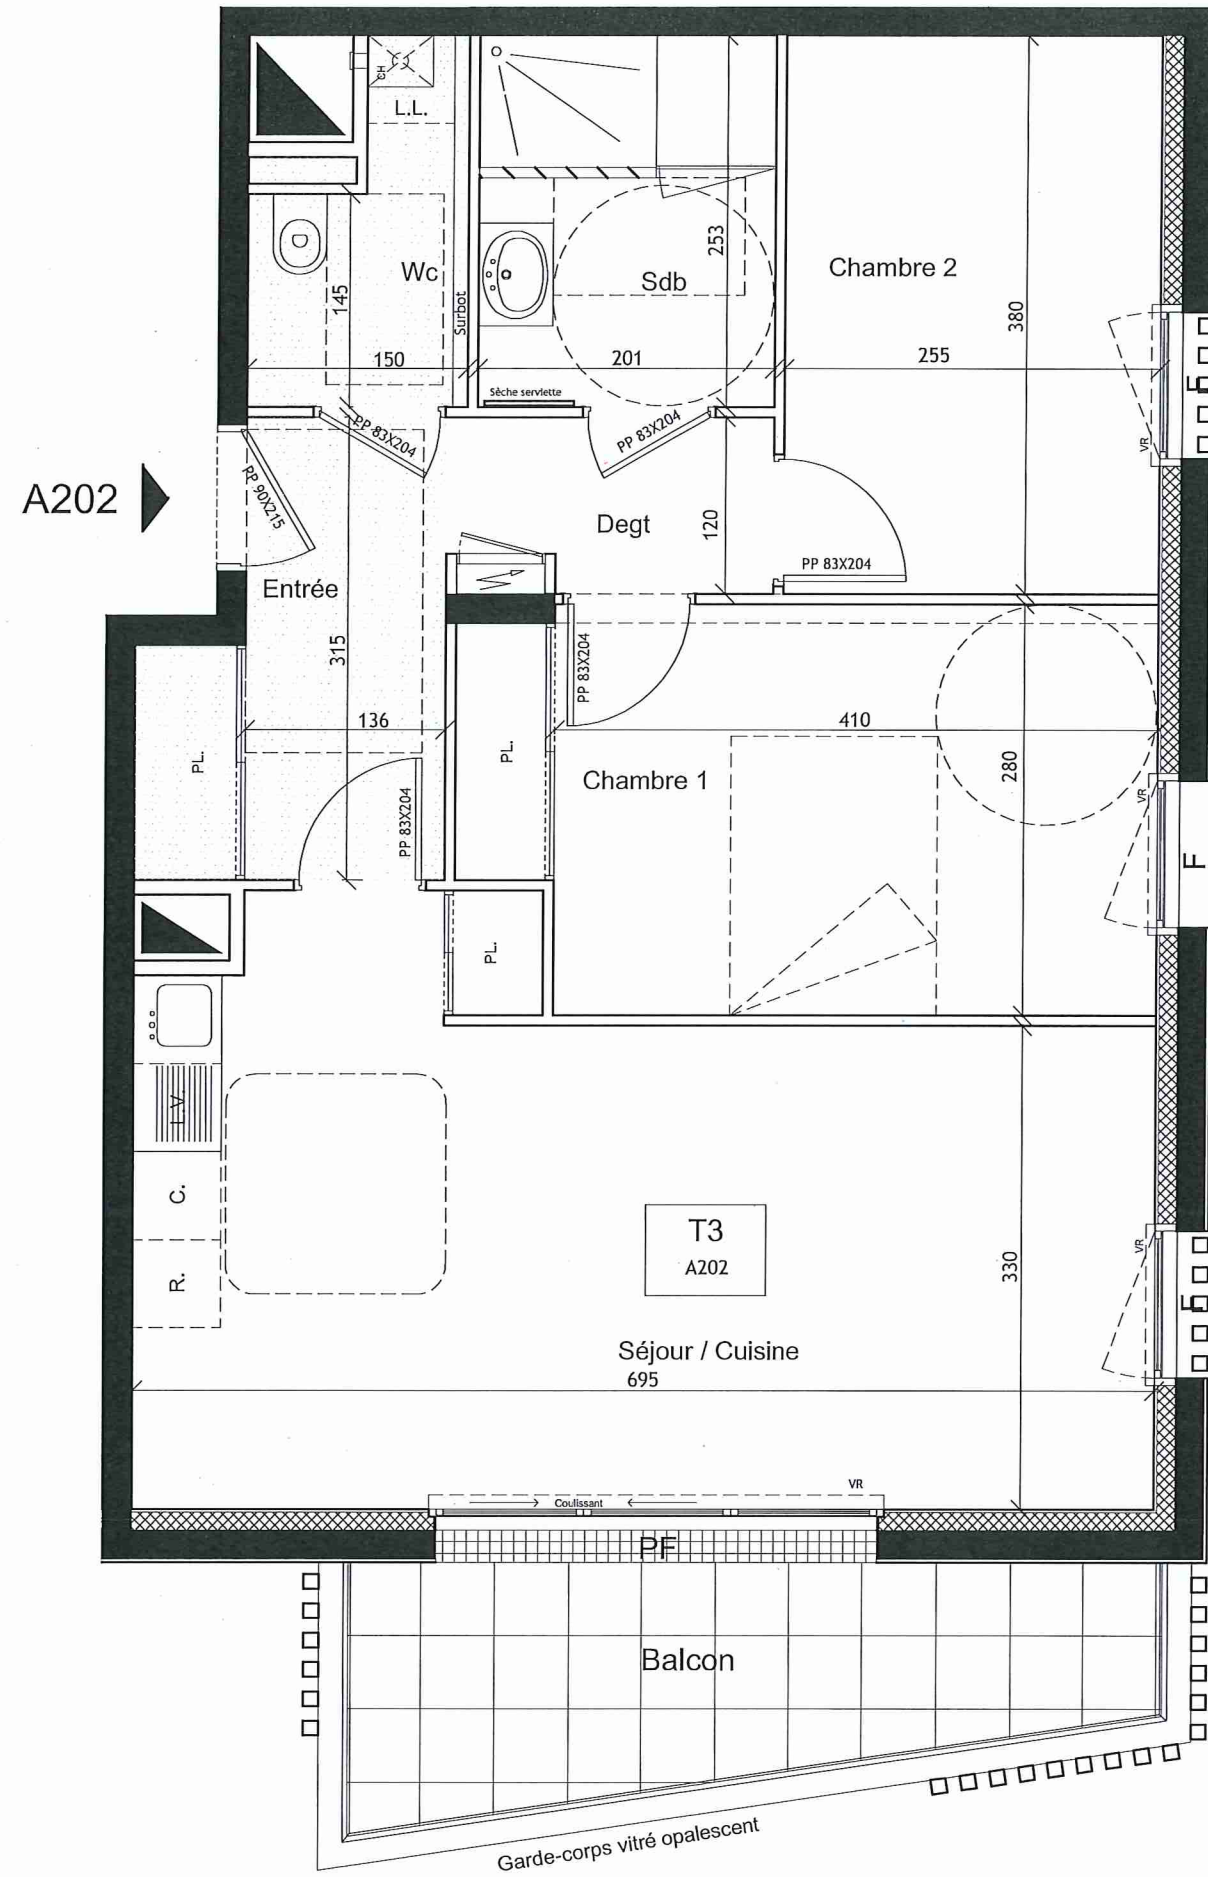 CH
L.L.
Wc
145
Surbot
150
Sdb
253
201
Sèche serviette
Chambre 2
380
255
VR
F
PP 83X204
PP 83X204
A202
PP 90X215
Entrée
Degt
120
PP 83X204
315
136
PL.
PL.
PP 83X204
PP 83X204
410
Chambre 1
280
VR
F
PL.
L.V.
C.
R.
T3
A202
330
VR
F
Séjour / Cuisine
695
VR
Coulissant
PF
Balcon
Garde-corps vitré opalescent